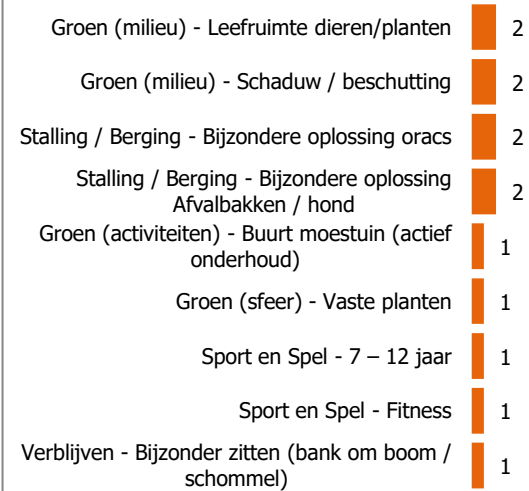 Groen (milieu) - Leefruimte dieren/planten 2
Groen (milieu) - Schaduw / beschutting 2
Stalling / Berging - Bijzondere oplossing oracs 2
Stalling / Berging - Bijzondere oplossing
Afvalbakken / hond 2
Groen (activiteiten) - Buurt moestuin (actief
onderhoud) 1
Groen (sfeer) - Vaste planten 1
Sport en Spel - 7 – 12 jaar 1
Sport en Spel - Fitness 1
Verblijven - Bijzonder zitten (bank om boom /
schommel) 1